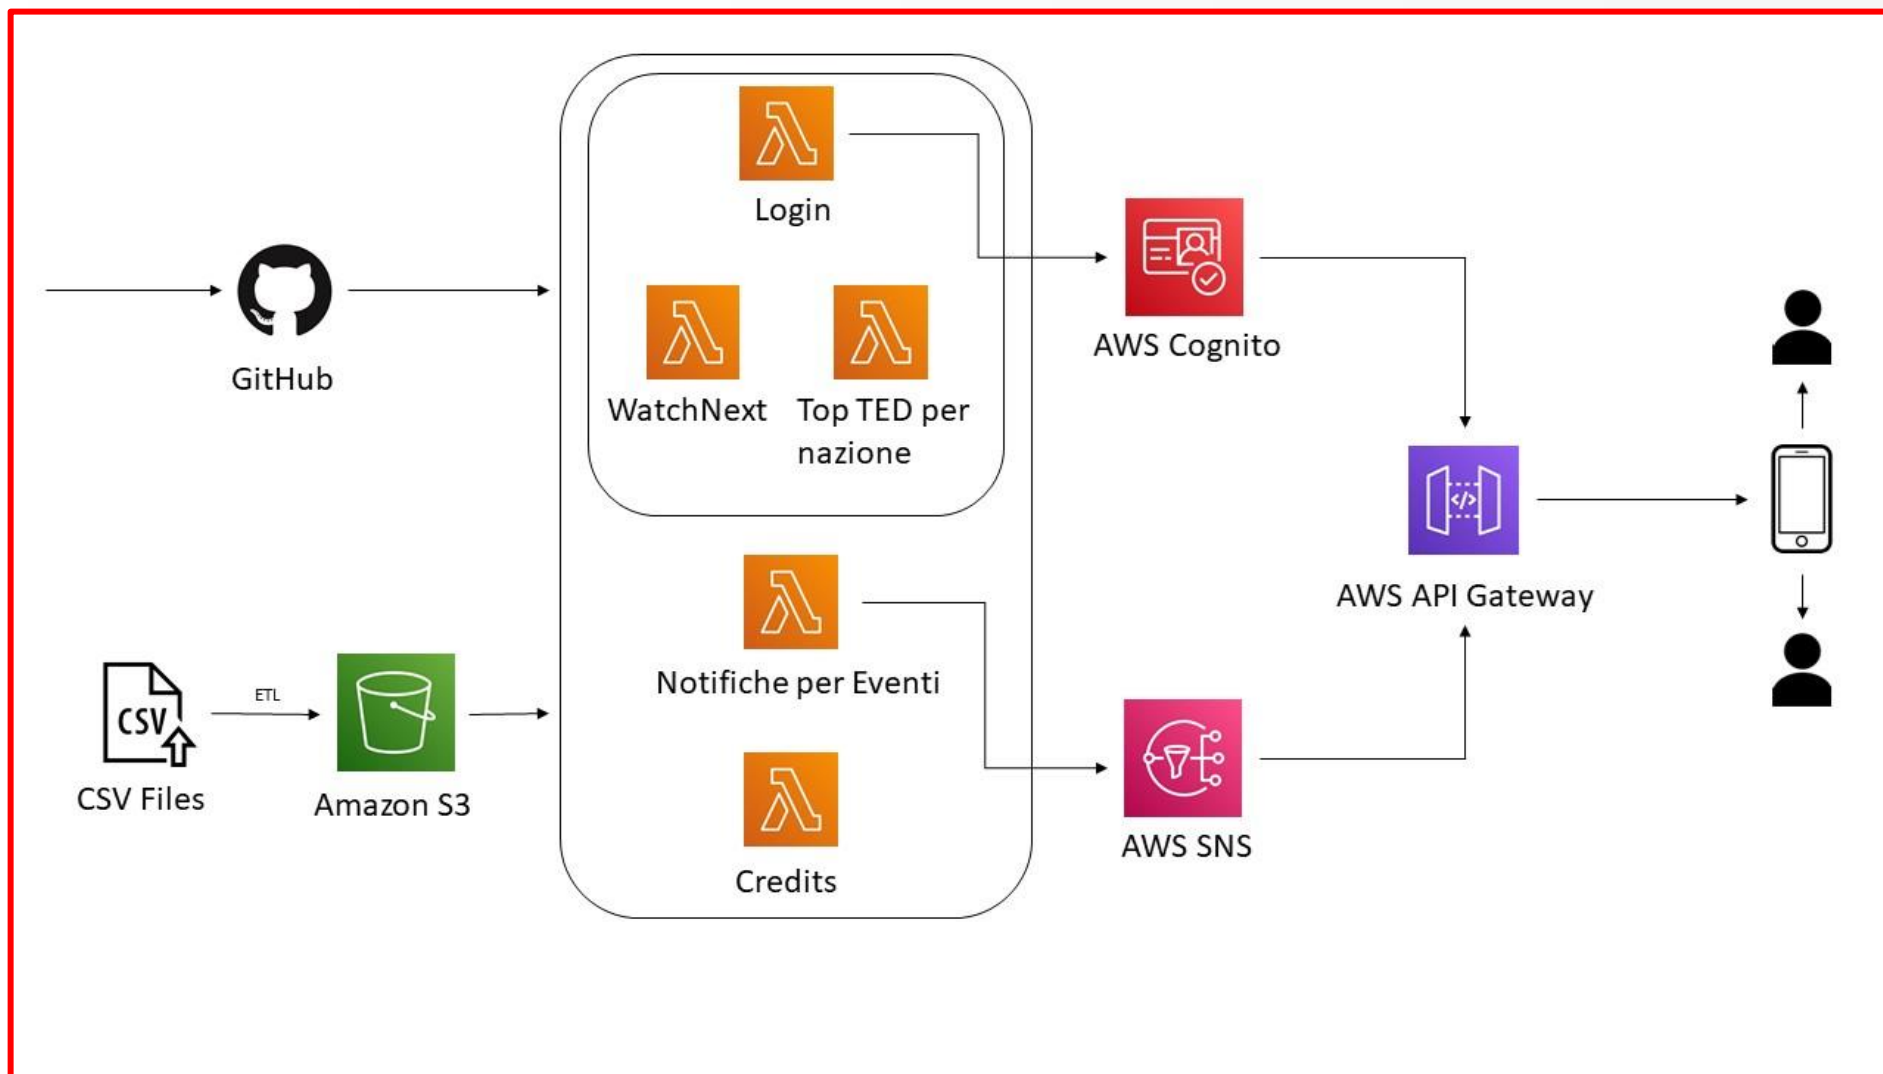 Login
GitHub
WatchNext
Top TED per
nazione
AWS Cognito
AWS API Gateway
Notifiche per Eventi
CSV
ETL
CSV Files
Amazon S3
Credits
AWS SNS